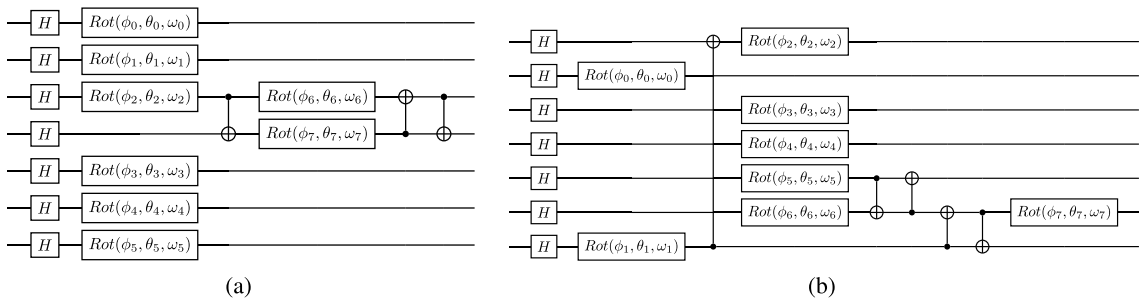 H Rot(ϕ₀, θ₀, ω₀)
H Rot(ϕ₁, θ₁, ω₁)
H Rot(ϕ₂, θ₂, ω₂) Rot(ϕ₆, θ₆, ω₆)
H Rot(ϕ₇, θ₇, ω₇)
H Rot(ϕ₃, θ₃, ω₃)
H Rot(ϕ₄, θ₄, ω₄)
H Rot(ϕ₅, θ₅, ω₅)
(a)
H Rot(ϕ₂, θ₂, ω₂)
H Rot(ϕ₀, θ₀, ω₀)
H Rot(ϕ₃, θ₃, ω₃)
H Rot(ϕ₄, θ₄, ω₄)
H Rot(ϕ₅, θ₅, ω₅)
H Rot(ϕ₆, θ₆, ω₆) Rot(ϕ₇, θ₇, ω₇)
H Rot(ϕ₁, θ₁, ω₁)
(b)